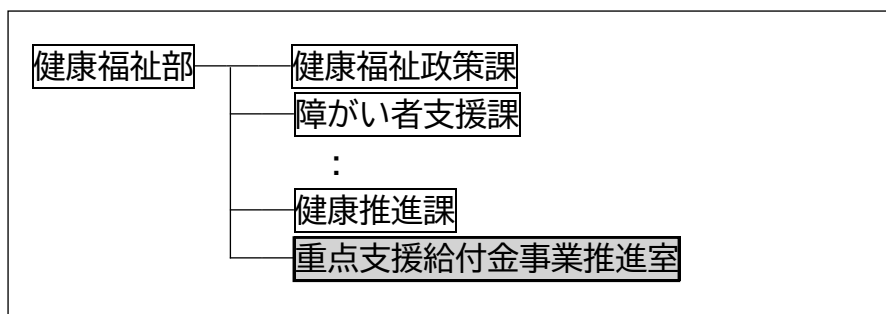 健康福祉部 健康福祉政策課
障がい者支援課
：
健康推進課
重点支援給付金事業推進室